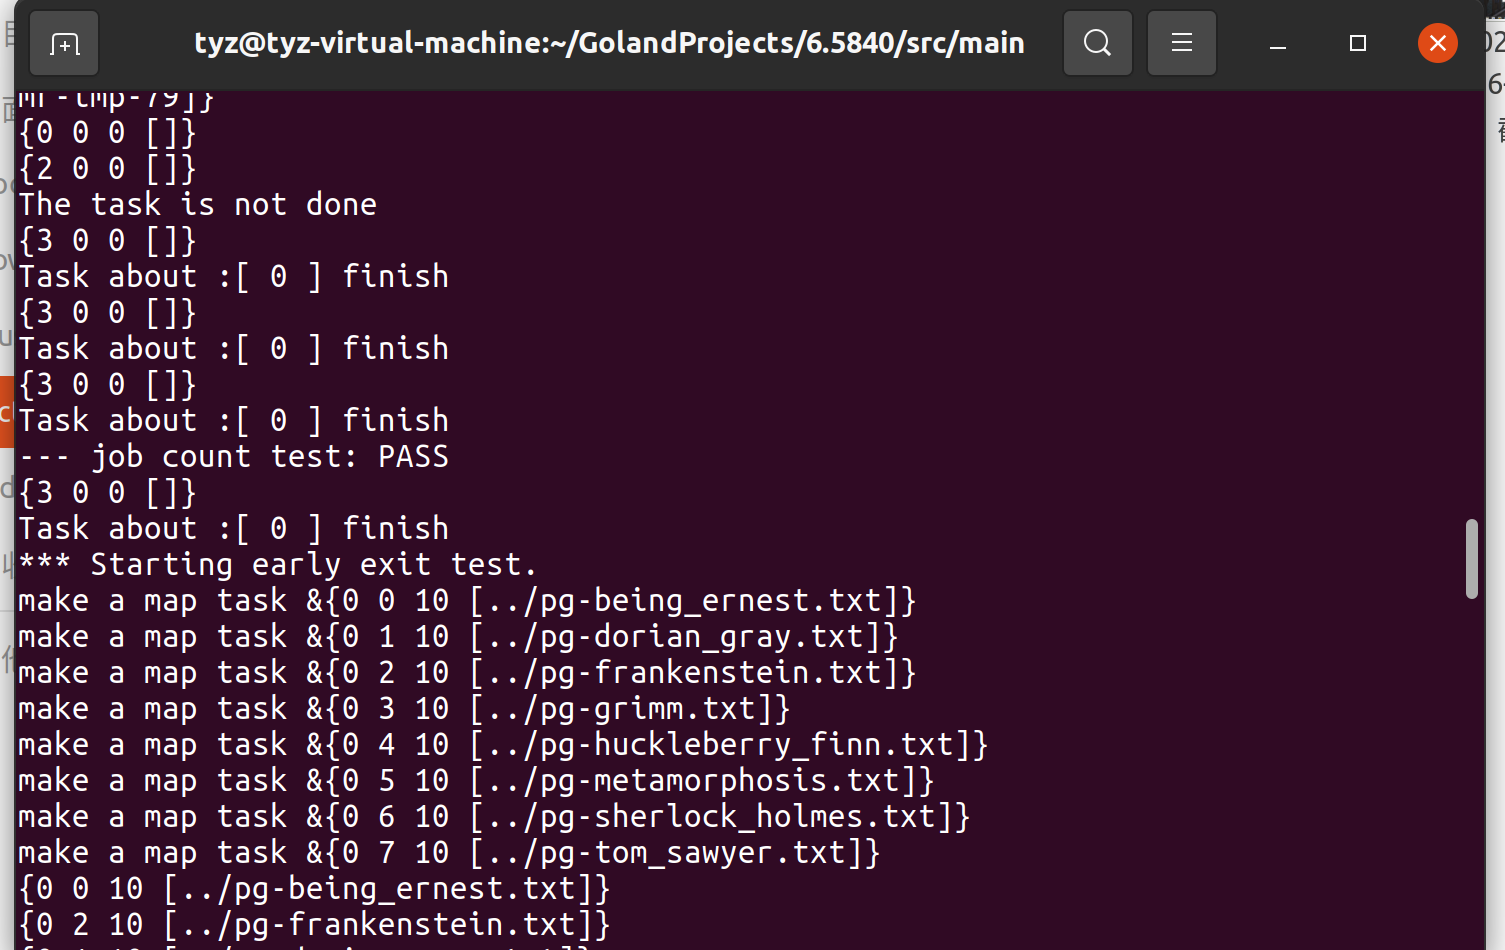 tyz@tyz-virtual-machine:~/GolandProjects/6.5840/src/main
mr-tmp-79]}
{0 0 0 []}
{2 0 0 []}
The task is not done
{3 0 0 []}
Task about :[ 0 ] finish
{3 0 0 []}
Task about :[ 0 ] finish
{3 0 0 []}
Task about :[ 0 ] finish
--- job count test: PASS
{3 0 0 []}
Task about :[ 0 ] finish
*** Starting early exit test.
make a map task &{0 0 10 [../pg-being_ernest.txt]}
make a map task &{0 1 10 [../pg-dorian_gray.txt]}
make a map task &{0 2 10 [../pg-frankenstein.txt]}
make a map task &{0 3 10 [../pg-grimm.txt]}
make a map task &{0 4 10 [../pg-huckleberry_finn.txt]}
make a map task &{0 5 10 [../pg-metamorphosis.txt]}
make a map task &{0 6 10 [../pg-sherlock_holmes.txt]}
make a map task &{0 7 10 [../pg-tom_sawyer.txt]}
{0 0 10 [../pg-being_ernest.txt]}
{0 2 10 [../pg-frankenstein.txt]}